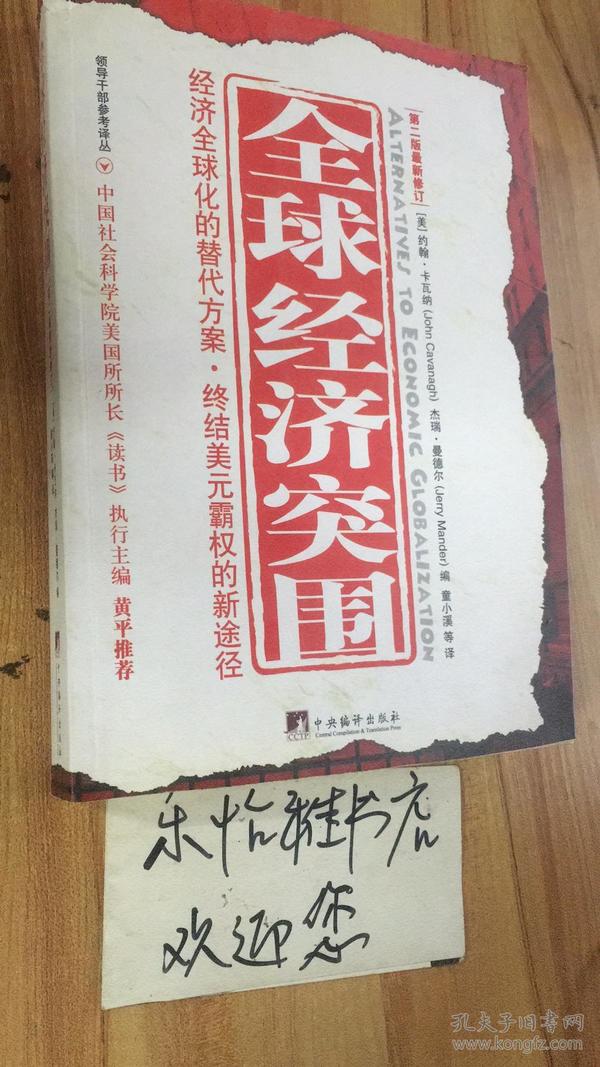 领导干部参考译丛
中国社会科学院美国所所长《读书》执行主编 黄平推荐
经济全球化的替代方案·终结美元霸权的新途径
全球经济突围
第二版最新修订
ALTERNATIVES TO ECONOMIC GLOBALIZATION
[美]约翰·卡瓦纳(John Cavanagh) 杰瑞·曼德尔(Jerry Mander) 编 童小溪 等 译
CCTP
中央编译出版社
Central Compilation & Translation Press
乐怡雅书店
欢迎您
孔夫子旧书网
www.kongfz.com